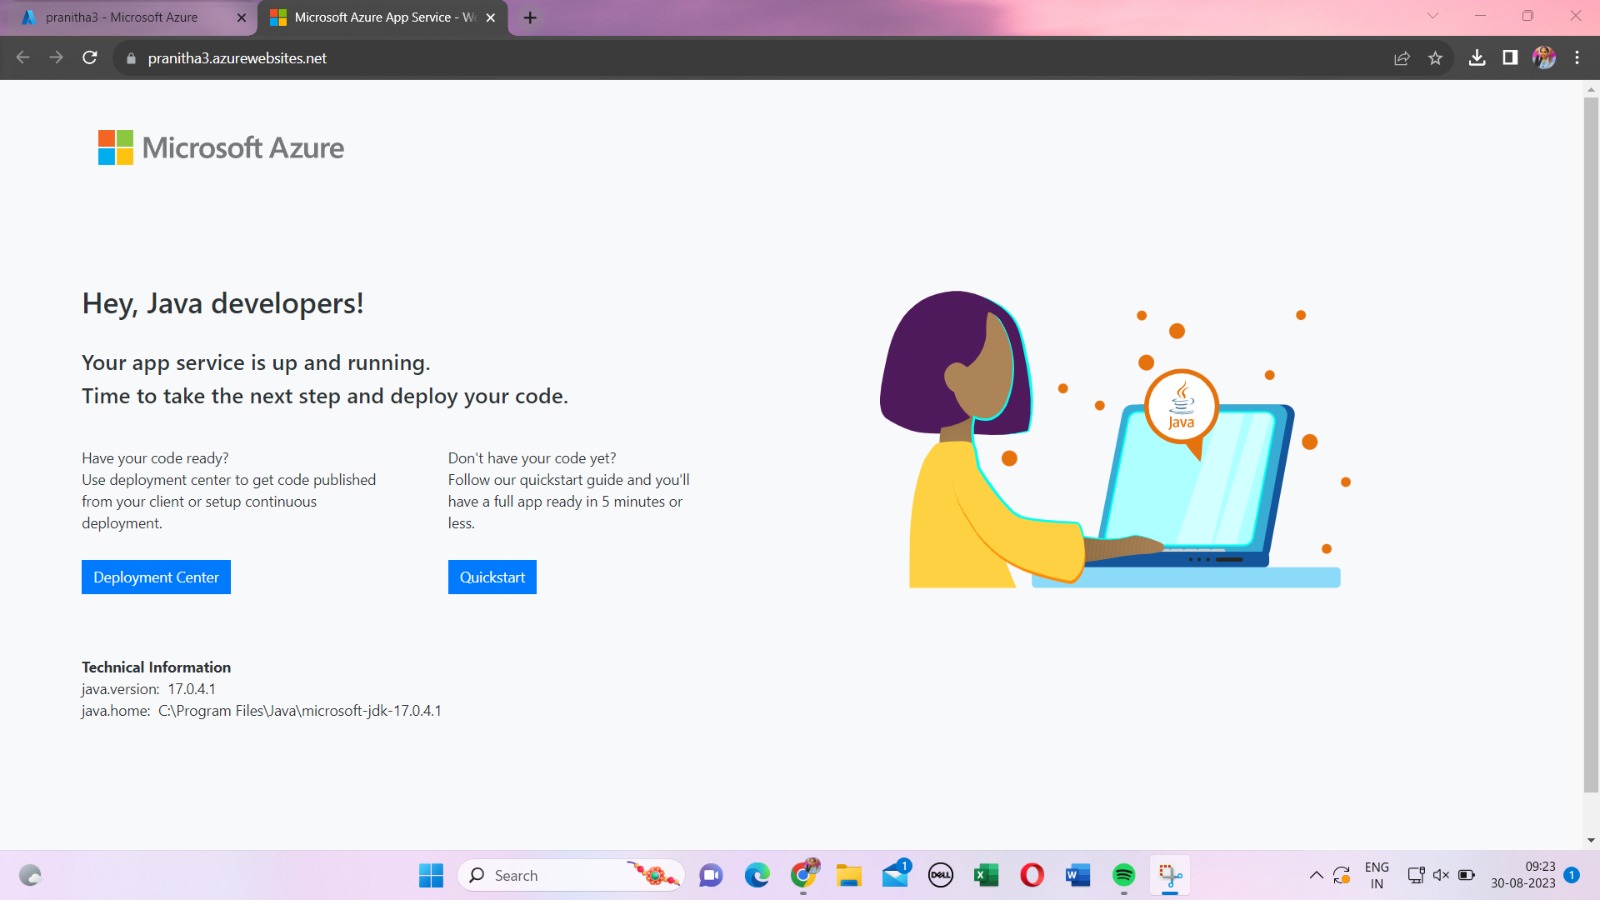 pranitha3 - Microsoft Azure
Microsoft Azure App Service - W
pranitha3.azurewebsites.net
Microsoft Azure
Hey, Java developers!
Your app service is up and running.
Time to take the next step and deploy your code.
Have your code ready?
Use deployment center to get code published
from your client or setup continuous
deployment.
Deployment Center
Don't have your code yet?
Follow our quickstart guide and you'll
have a full app ready in 5 minutes or
less.
Quickstart
Java
Technical Information
java.version: 17.0.4.1
java.home: C:\Program Files\Java\microsoft-jdk-17.0.4.1
Search
1
DELL
W
ENG
IN
09:23
30-08-2023
1